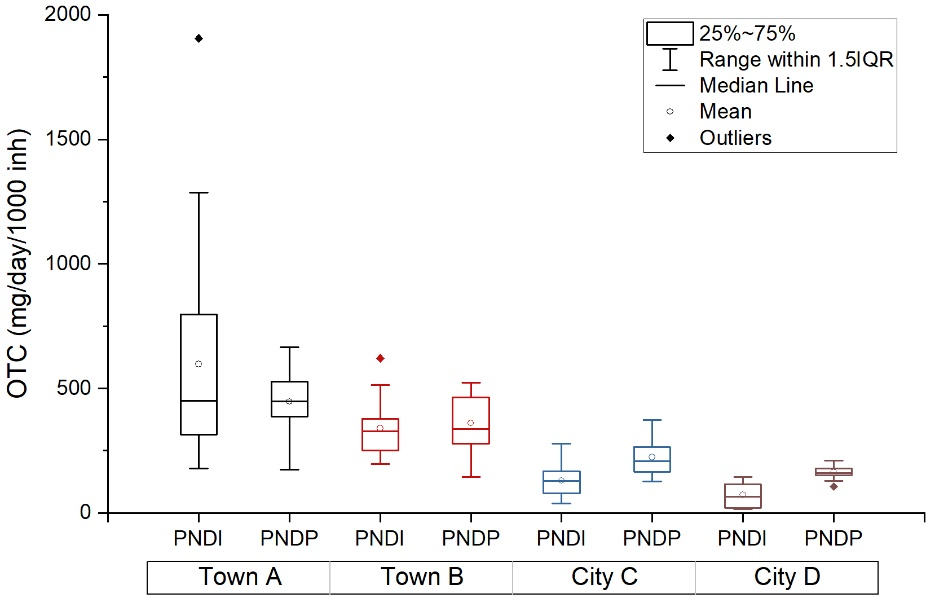 2000
1500
1000
500
0
OTC (mg/day/1000 inh)
25%~75%
Range within 1.5IQR
Median Line
Mean
Outliers
PNDI PNDP PNDI PNDP PNDI PNDP PNDI PNDP
Town A Town B City C City D